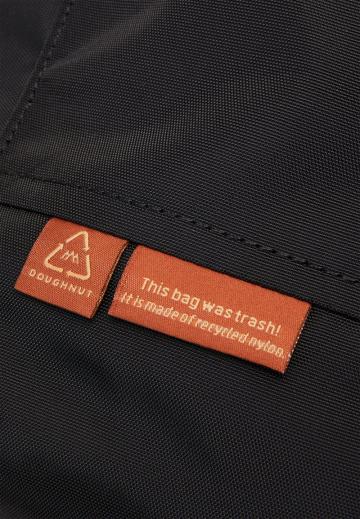 DOUGHNUT
This bag was trash!
It is made of recycled nylon.